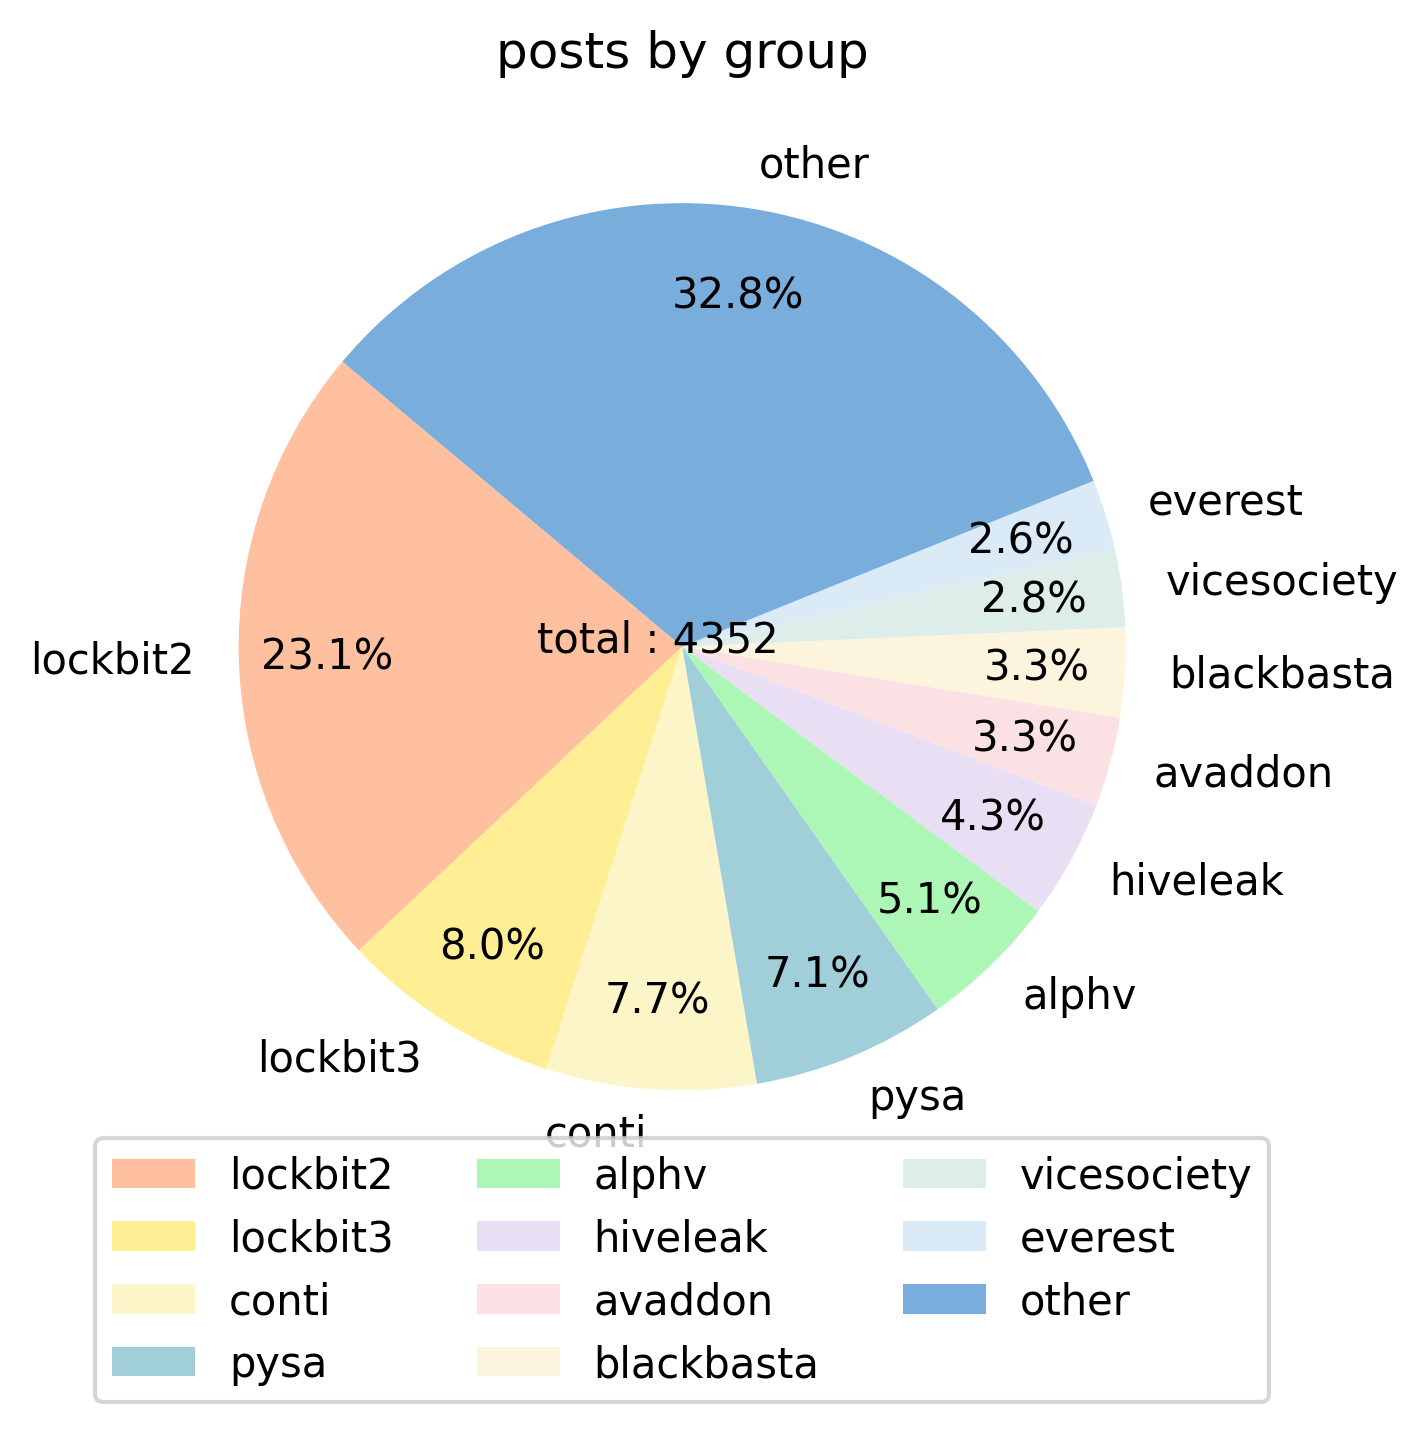 posts by group
other
32.8%
everest
2.6%
vicesociety
2.8%
total : 4352
lockbit2
23.1%
3.3%
blackbasta
3.3%
avaddon
4.3%
hiveleak
5.1%
alphv
8.0%
7.7%
7.1%
lockbit3
pysa
conti
lockbit2
lockbit3
conti
pysa
alphv
hiveleak
avaddon
blackbasta
vicesociety
everest
other